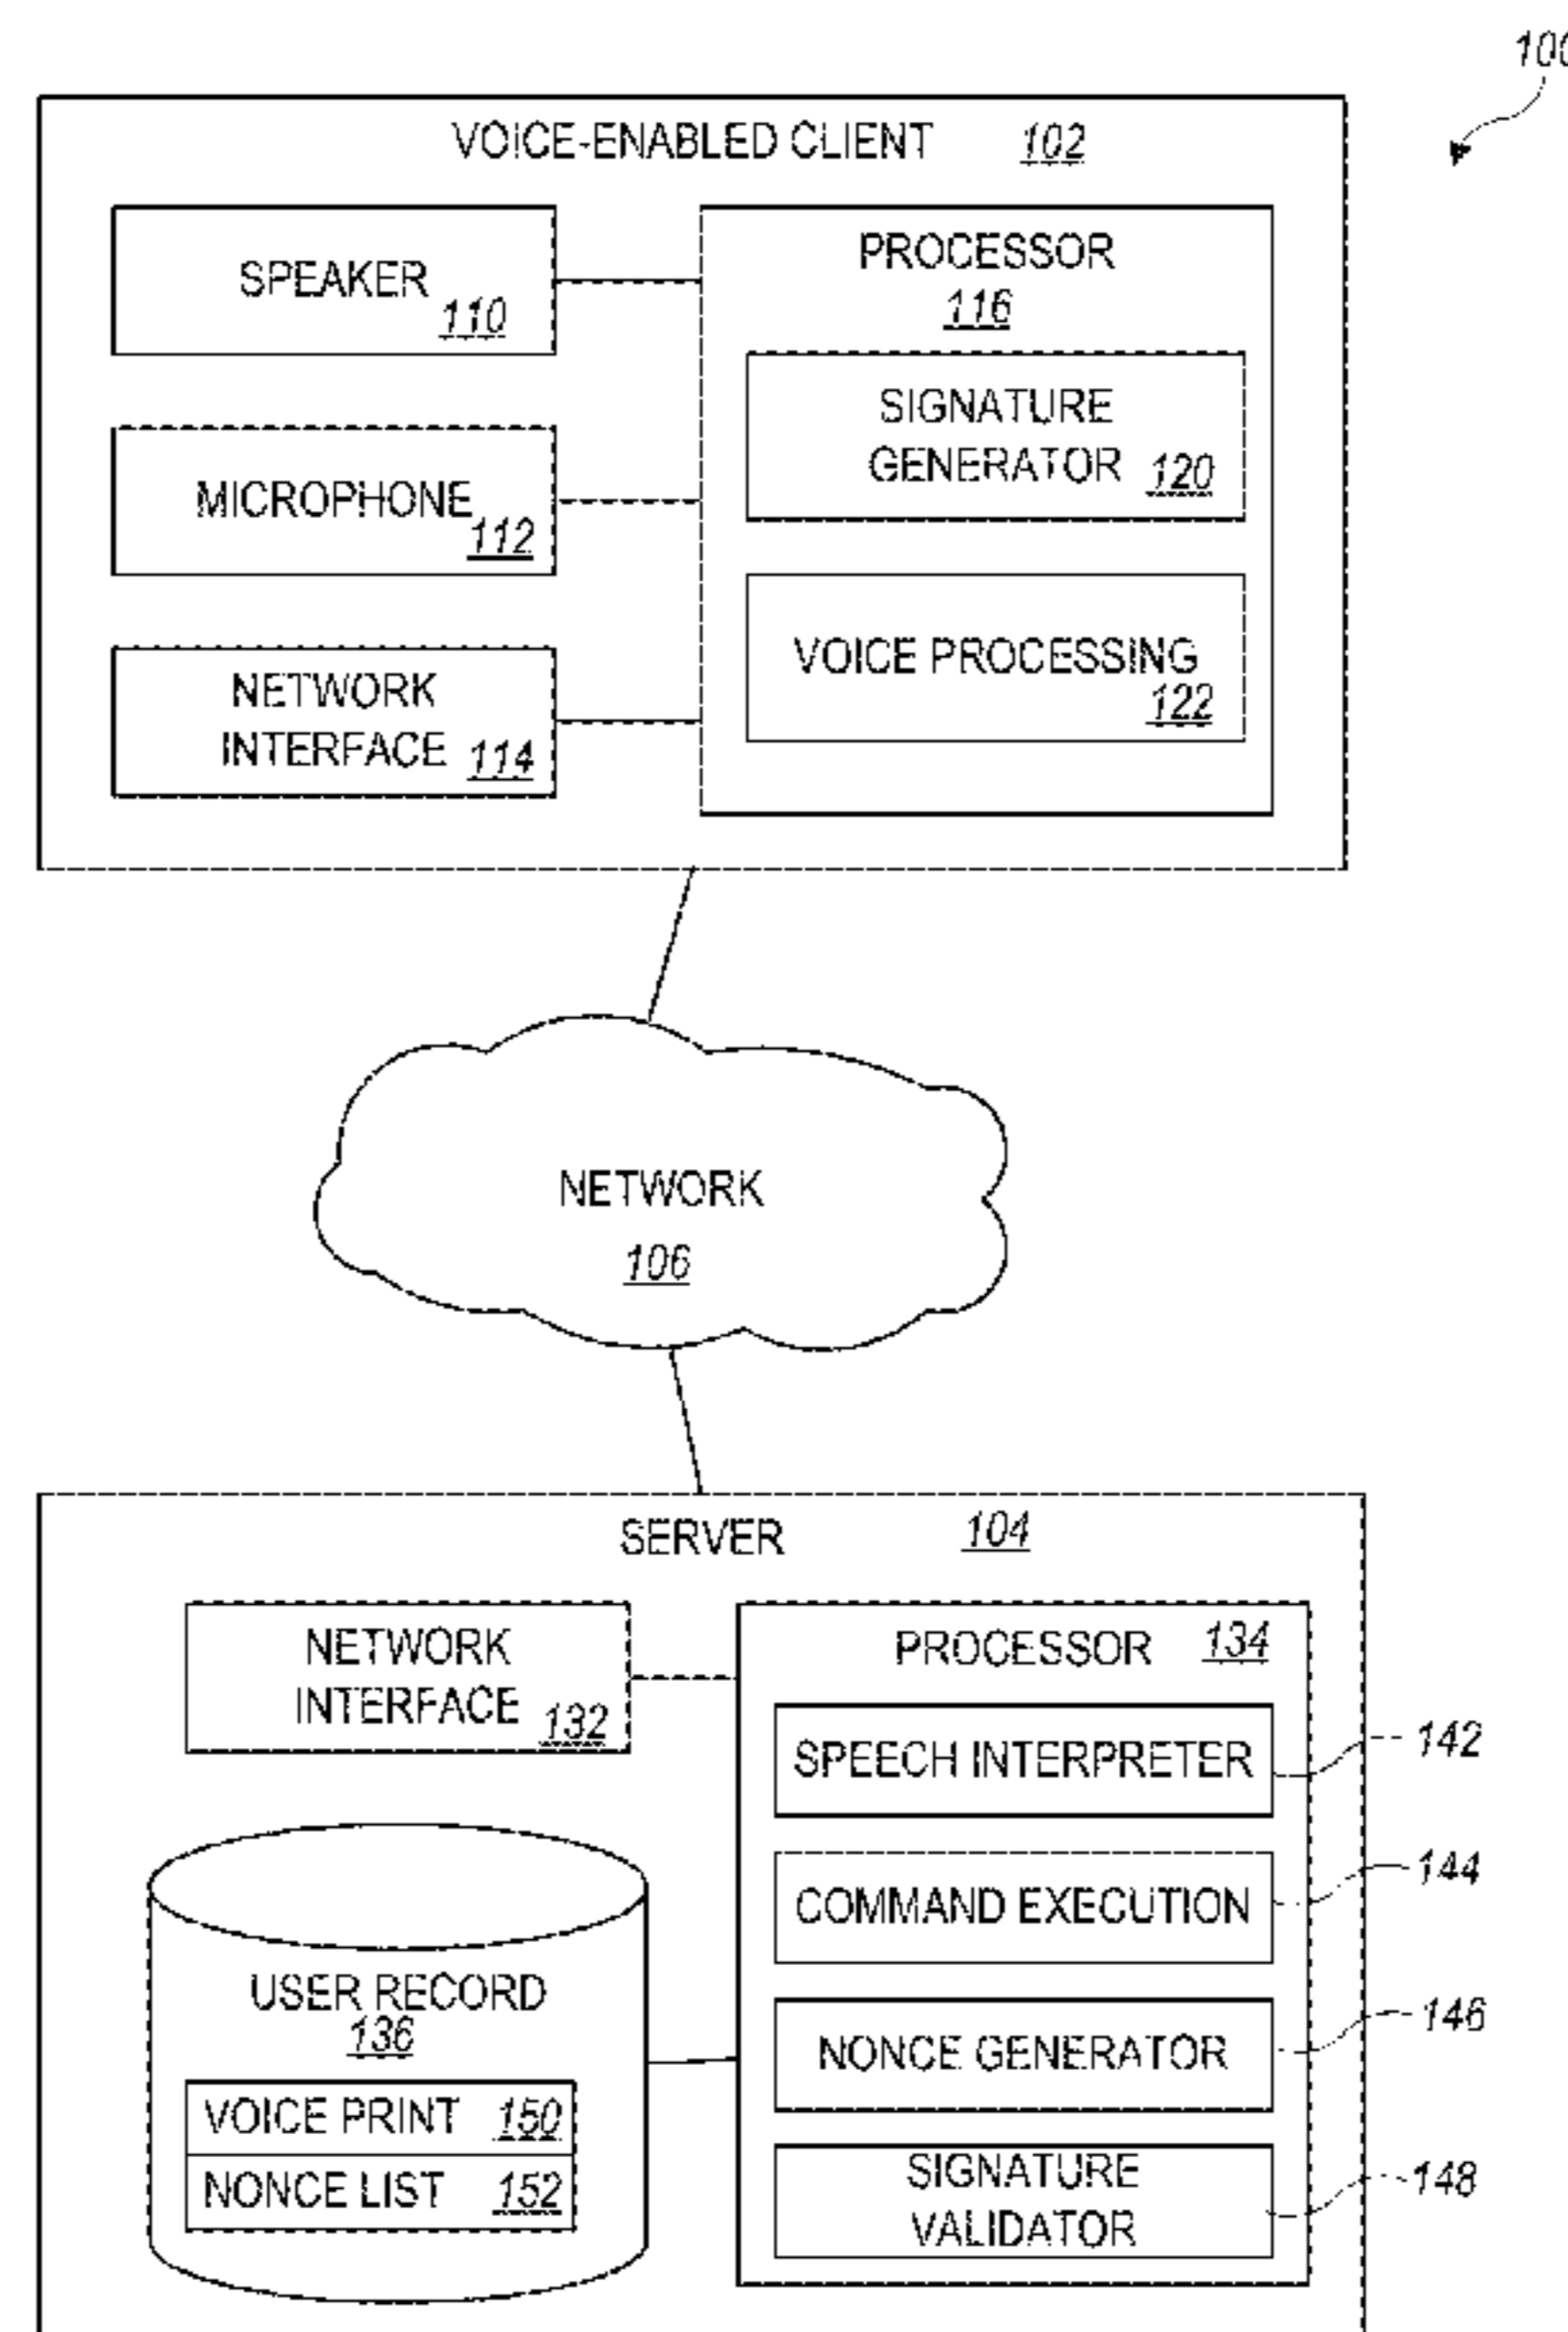 100
VOICE-ENABLED CLIENT 102
SPEAKER
110
MICROPHONE
112
NETWORK
INTERFACE 114
PROCESSOR
116
SIGNATURE
GENERATOR 120
VOICE PROCESSING
122
NETWORK
106
SERVER 104
NETWORK
INTERFACE 132
USER RECORD
136
VOICE PRINT 150
NONCE LIST 152
PROCESSOR 134
SPEECH INTERPRETER
142
COMMAND EXECUTION
144
NONCE GENERATOR
146
SIGNATURE
VALIDATOR
148